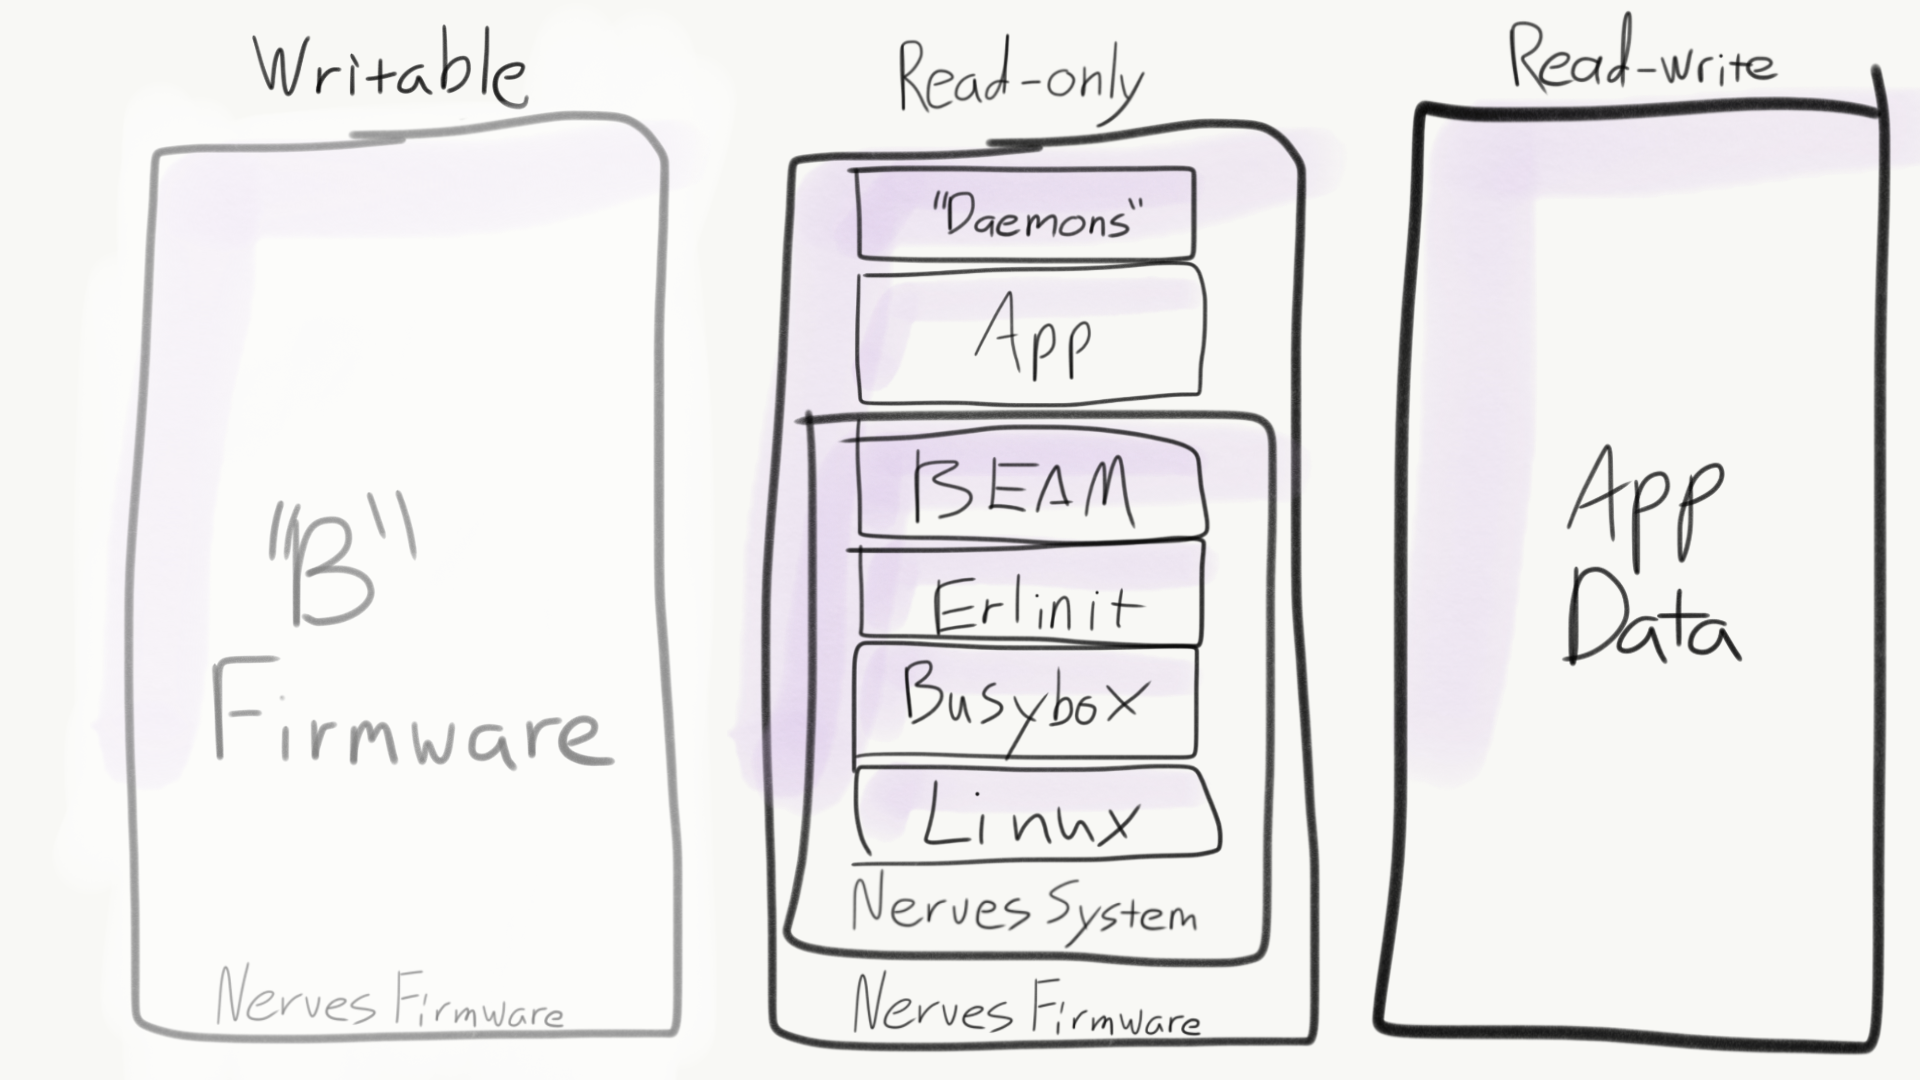 Writable
"B"
Firmware
Nerves Firmware
Read-only
"Daemons"
App
BEAM
Erlinit
Busybox
Linux
Nerves System
Nerves Firmware
Read-write
App
Data